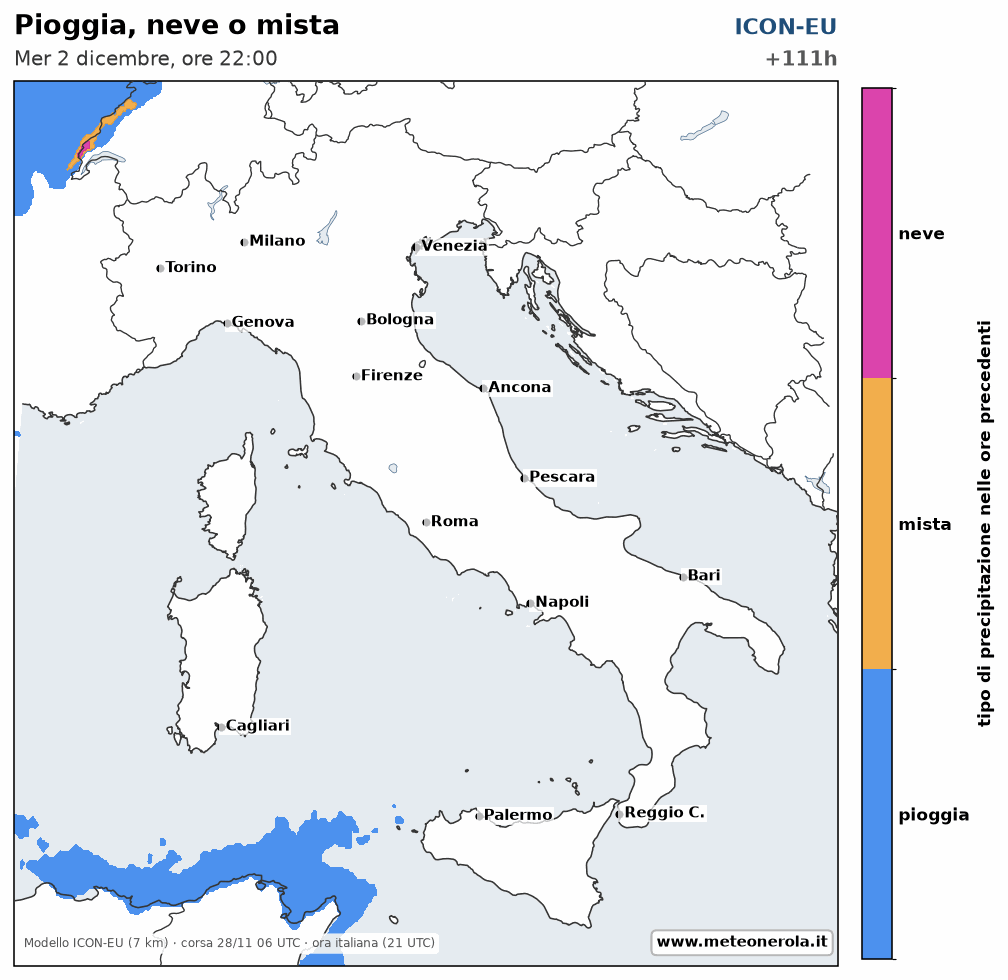 Pioggia, neve o mista
ICON-EU
Mer 2 dicembre, ore 22:00
+111h
neve
mista
pioggia
tipo di precipitazione nelle ore precedenti
Milano
Venezia
Torino
Genova
Bologna
Firenze
Ancona
Pescara
Roma
Bari
Napoli
Cagliari
Palermo
Reggio C.
Modello ICON-EU (7 km) · corsa 28/11 06 UTC · ora italiana (21 UTC)
www.meteonerola.it